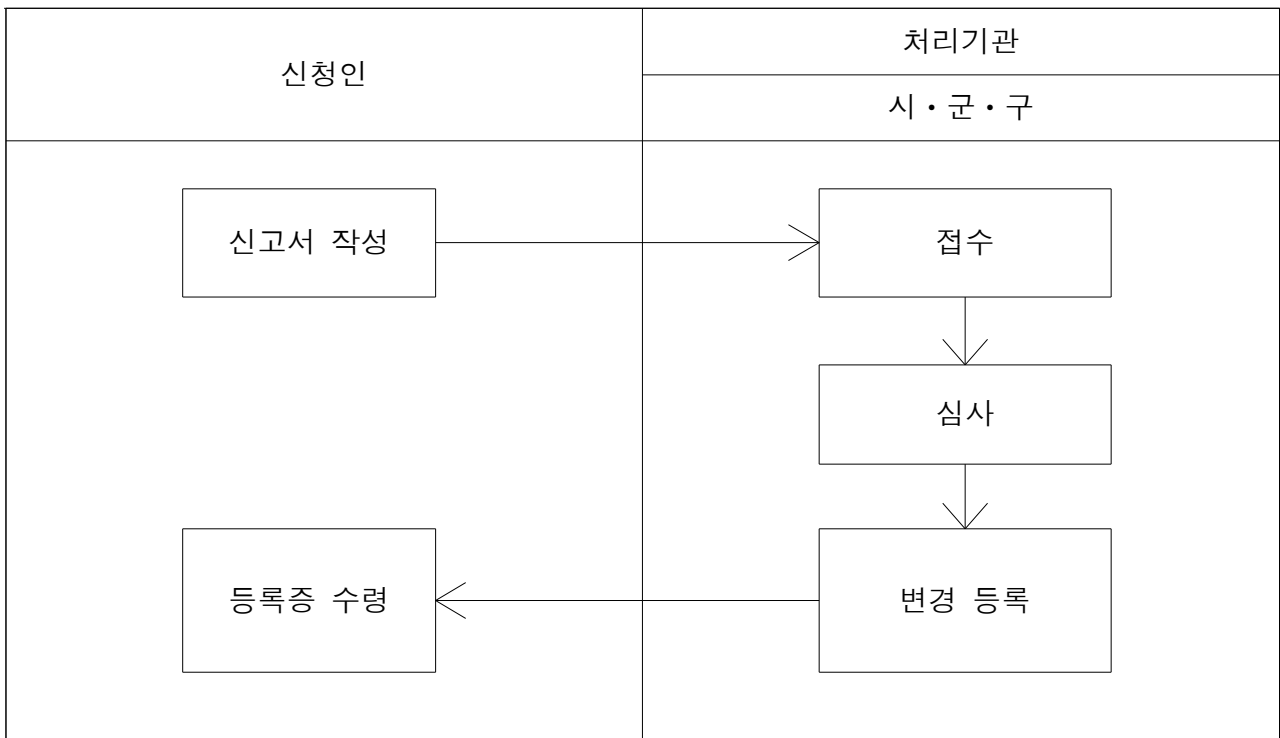 신청인
처리기관
시・군・구
신고서 작성
접수
심사
변경 등록
등록증 수령